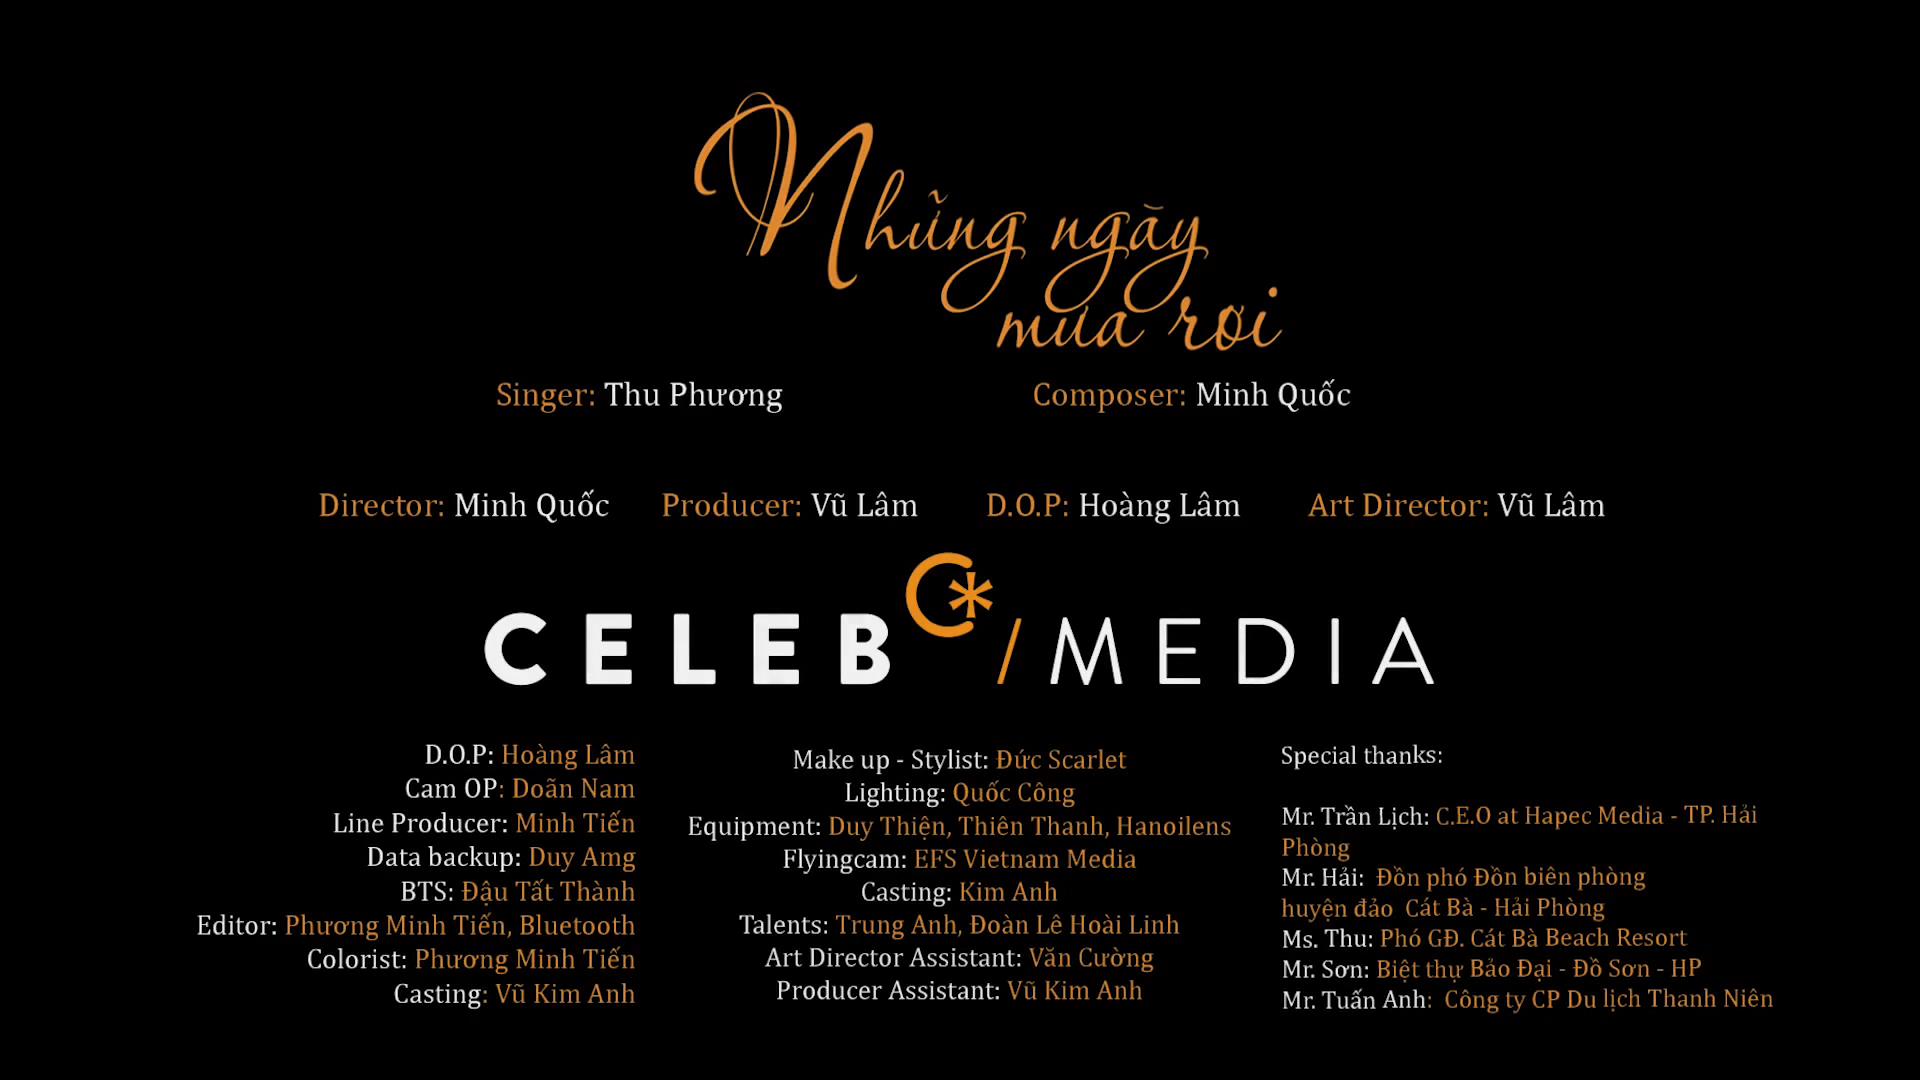 Những ngày
mưa rơi
Singer: Thu Phương
Composer: Minh Quốc
Director: Minh Quốc
Producer: Vũ Lâm
D.O.P: Hoàng Lâm
Art Director: Vũ Lâm
CELEB C* / MEDIA
D.O.P: Hoàng Lâm
Cam OP: Doãn Nam
Line Producer: Minh Tiến
Data backup: Duy Amg
BTS: Đậu Tất Thành
Editor: Phương Minh Tiến, Bluetooth
Colorist: Phương Minh Tiến
Casting: Vũ Kim Anh
Make up - Stylist: Đức Scarlet
Lighting: Quốc Công
Equipment: Duy Thiện, Thiên Thanh, Hanoilens
Flyingcam: EFS Vietnam Media
Casting: Kim Anh
Talents: Trung Anh, Đoàn Lê Hoài Linh
Art Director Assistant: Văn Cường
Producer Assistant: Vũ Kim Anh
Special thanks:
Mr. Trần Lịch: C.E.O at Hapec Media - TP. Hải
Phòng
Mr. Hải: Đồn phó Đồn biên phòng
huyện đảo Cát Bà - Hải Phòng
Ms. Thu: Phó GĐ. Cát Bà Beach Resort
Mr. Sơn: Biệt thự Bảo Đại - Đồ Sơn - HP
Mr. Tuấn Anh: Công ty CP Du lịch Thanh Niên